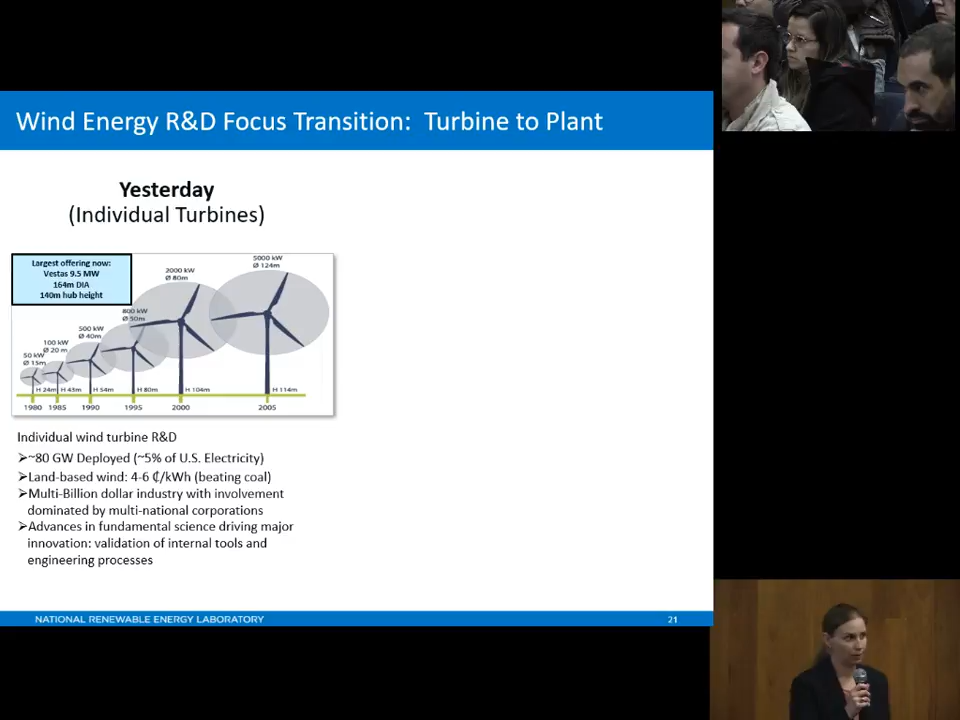 Wind Energy R&D Focus Transition: Turbine to Plant
Yesterday
(Individual Turbines)
Largest offering now:
Vestas 9.5 MW
164m DIA
140m hub height
50 kW
Ø 15m
100 kW
Ø 20 m
500 kW
Ø 40m
800 kW
Ø 50m
2000 kW
Ø 80m
5000 kW
Ø 124m
H 24m
H 43m
H 54m
H 80m
H 104m
H 114m
1980
1985
1990
1995
2000
2005
Individual wind turbine R&D
➢~80 GW Deployed (~5% of U.S. Electricity)
➢Land-based wind: 4-6 ₵/kWh (beating coal)
➢Multi-Billion dollar industry with involvement
dominated by multi-national corporations
➢Advances in fundamental science driving major
innovation: validation of internal tools and
engineering processes
NATIONAL RENEWABLE ENERGY LABORATORY
21